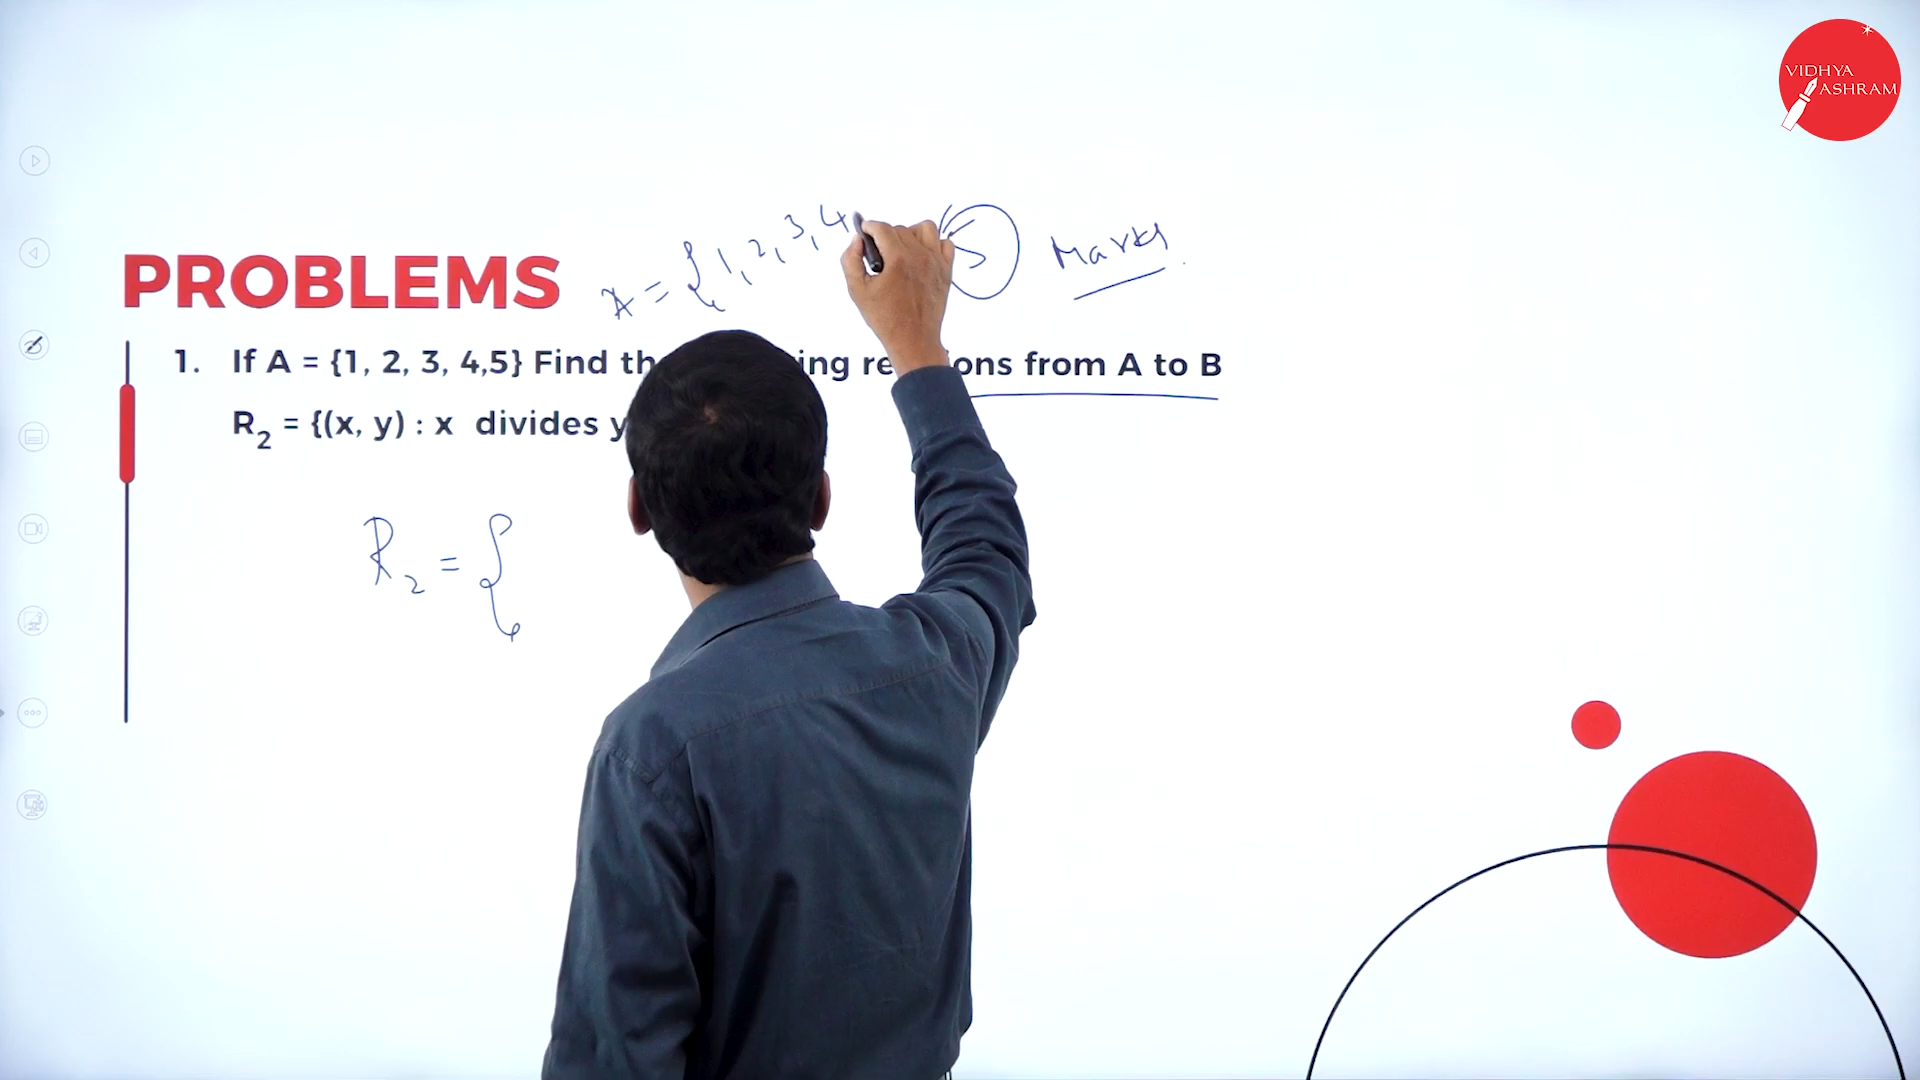 VIDHYA
ASHRAM
A = {1, 2, 3, 4,
5 Marks
PROBLEMS
1. If A = {1, 2, 3, 4,5} Find th ing re ons from A to B
R₂ = {(x, y) : x divides y
R₂ = {